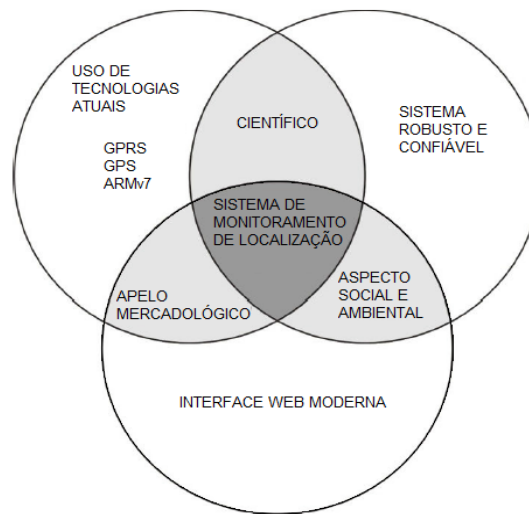 USO DE
TECNOLOGIAS
ATUAIS
GPRS
GPS
ARMv7
CIENTÍFICO
SISTEMA
ROBUSTO E
CONFIÁVEL
SISTEMA DE
MONITORAMENTO
DE LOCALIZAÇÃO
APELO
MERCADOLÓGICO
ASPECTO
SOCIAL E
AMBIENTAL
INTERFACE WEB MODERNA